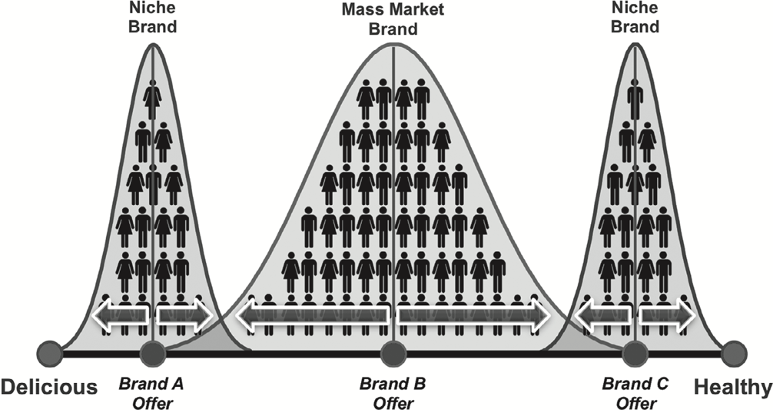 Niche
Brand
Mass Market
Brand
Niche
Brand
Delicious
Brand A
Offer
Brand B
Offer
Brand C
Offer
Healthy